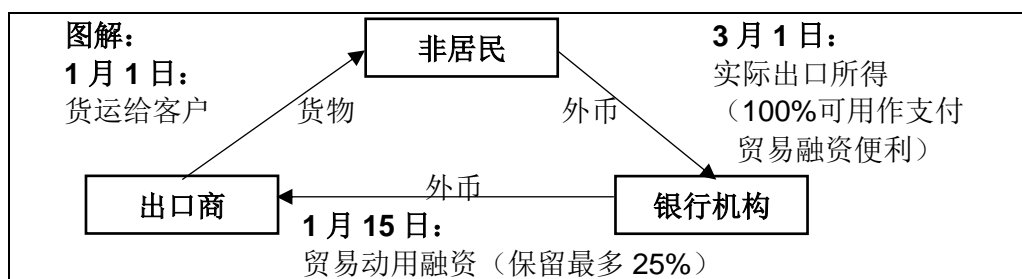 图解：
1 月 1 日：
货运给客户
非居民
3 月 1 日：
实际出口所得
（100%可用作支付
贸易融资便利）
货物
外币
出口商
外币
银行机构
1 月 15 日：
贸易动用融资（保留最多 25%）